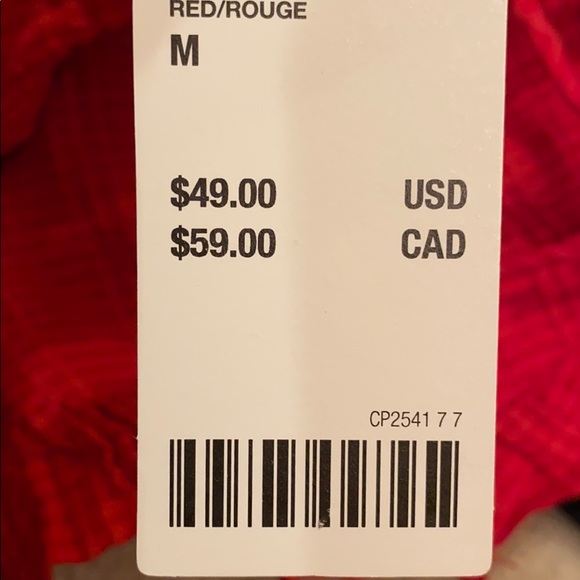 RED/ROUGE
M
$49.00 USD
$59.00 CAD
CP2541 7 7